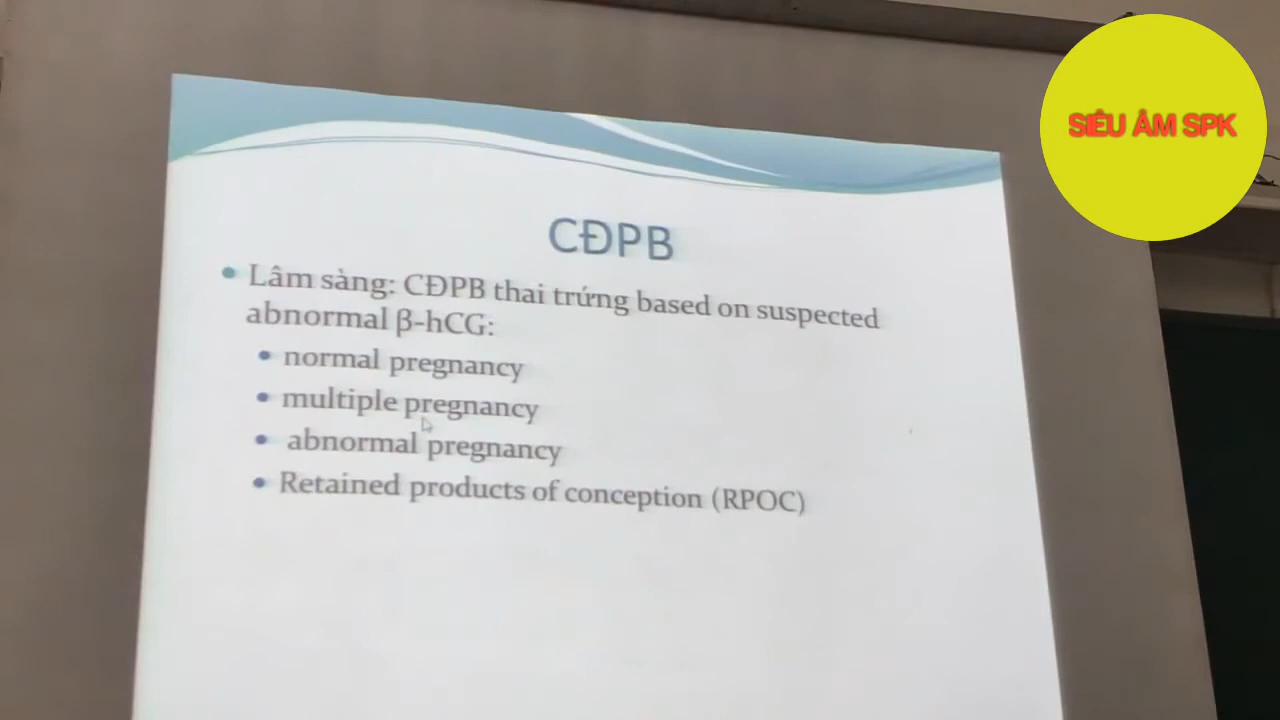 SIÊU ÂM SPK
CĐPB
Lâm sàng: CĐPB thai trứng based on suspected
abnormal β-hCG:
normal pregnancy
multiple pregnancy
abnormal pregnancy
Retained products of conception (RPOC)